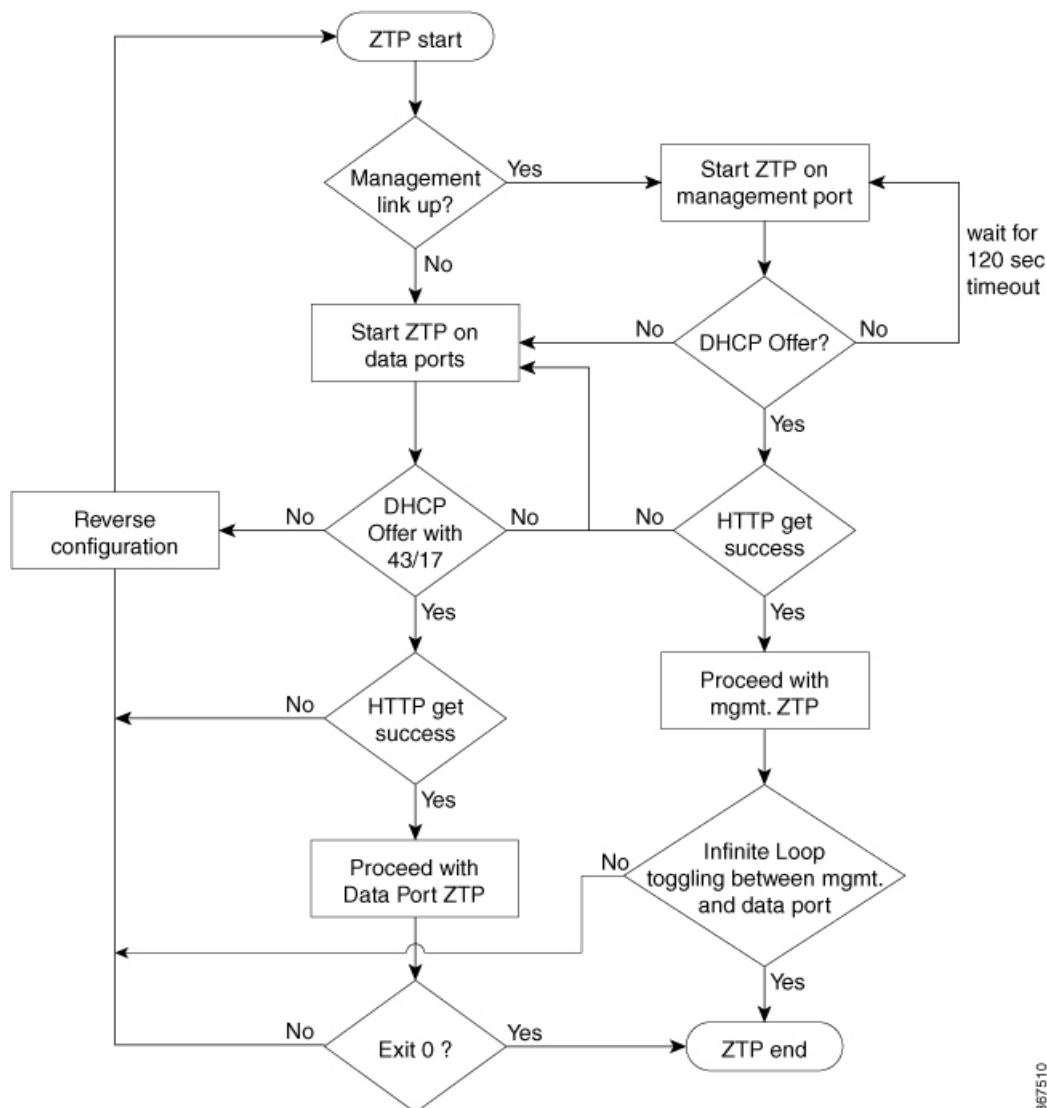 ZTP start
Management
link up?
Yes
Start ZTP on
management port
wait for
120 sec
timeout
No
Start ZTP on
data ports
No
DHCP Offer?
No
Yes
Reverse
configuration
No
DHCP
Offer with
43/17
No
No
HTTP get
success
Yes
Yes
No
HTTP get
success
Proceed with
mgmt. ZTP
Yes
Proceed with
Data Port ZTP
No
Infinite Loop
toggling between mgmt.
and data port
Yes
No
Exit 0 ?
Yes
ZTP end
367510